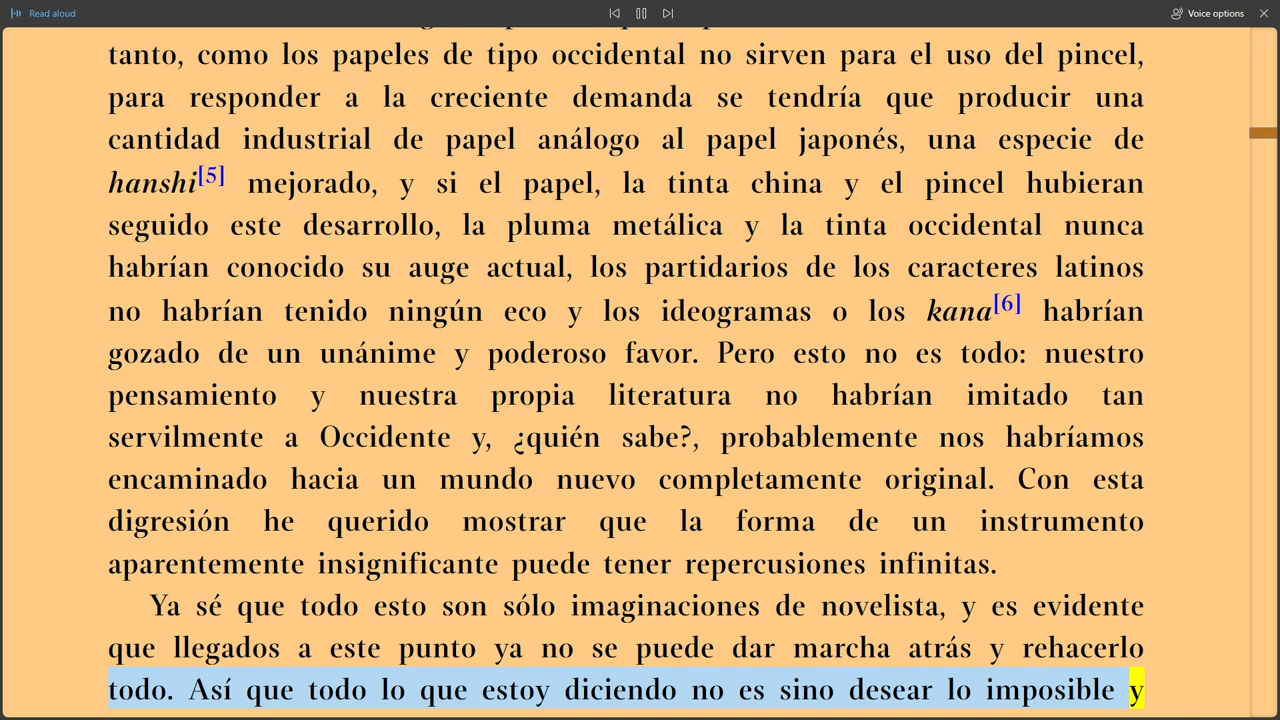 Read aloud
Voice options
tanto, como los papeles de tipo occidental no sirven para el uso del pincel,
para responder a la creciente demanda se tendría que producir una
cantidad industrial de papel análogo al papel japonés, una especie de
hanshi[5] mejorado, y si el papel, la tinta china y el pincel hubieran
seguido este desarrollo, la pluma metálica y la tinta occidental nunca
habrían conocido su auge actual, los partidarios de los caracteres latinos
no habrían tenido ningún eco y los ideogramas o los kana[6] habrían
gozado de un unánime y poderoso favor. Pero esto no es todo: nuestro
pensamiento y nuestra propia literatura no habrían imitado tan
servilmente a Occidente y, ¿quién sabe?, probablemente nos habríamos
encaminado hacia un mundo nuevo completamente original. Con esta
digresión he querido mostrar que la forma de un instrumento
aparentemente insignificante puede tener repercusiones infinitas.
Ya sé que todo esto son sólo imaginaciones de novelista, y es evidente
que llegados a este punto ya no se puede dar marcha atrás y rehacerlo
todo. Así que todo lo que estoy diciendo no es sino desear lo imposible y